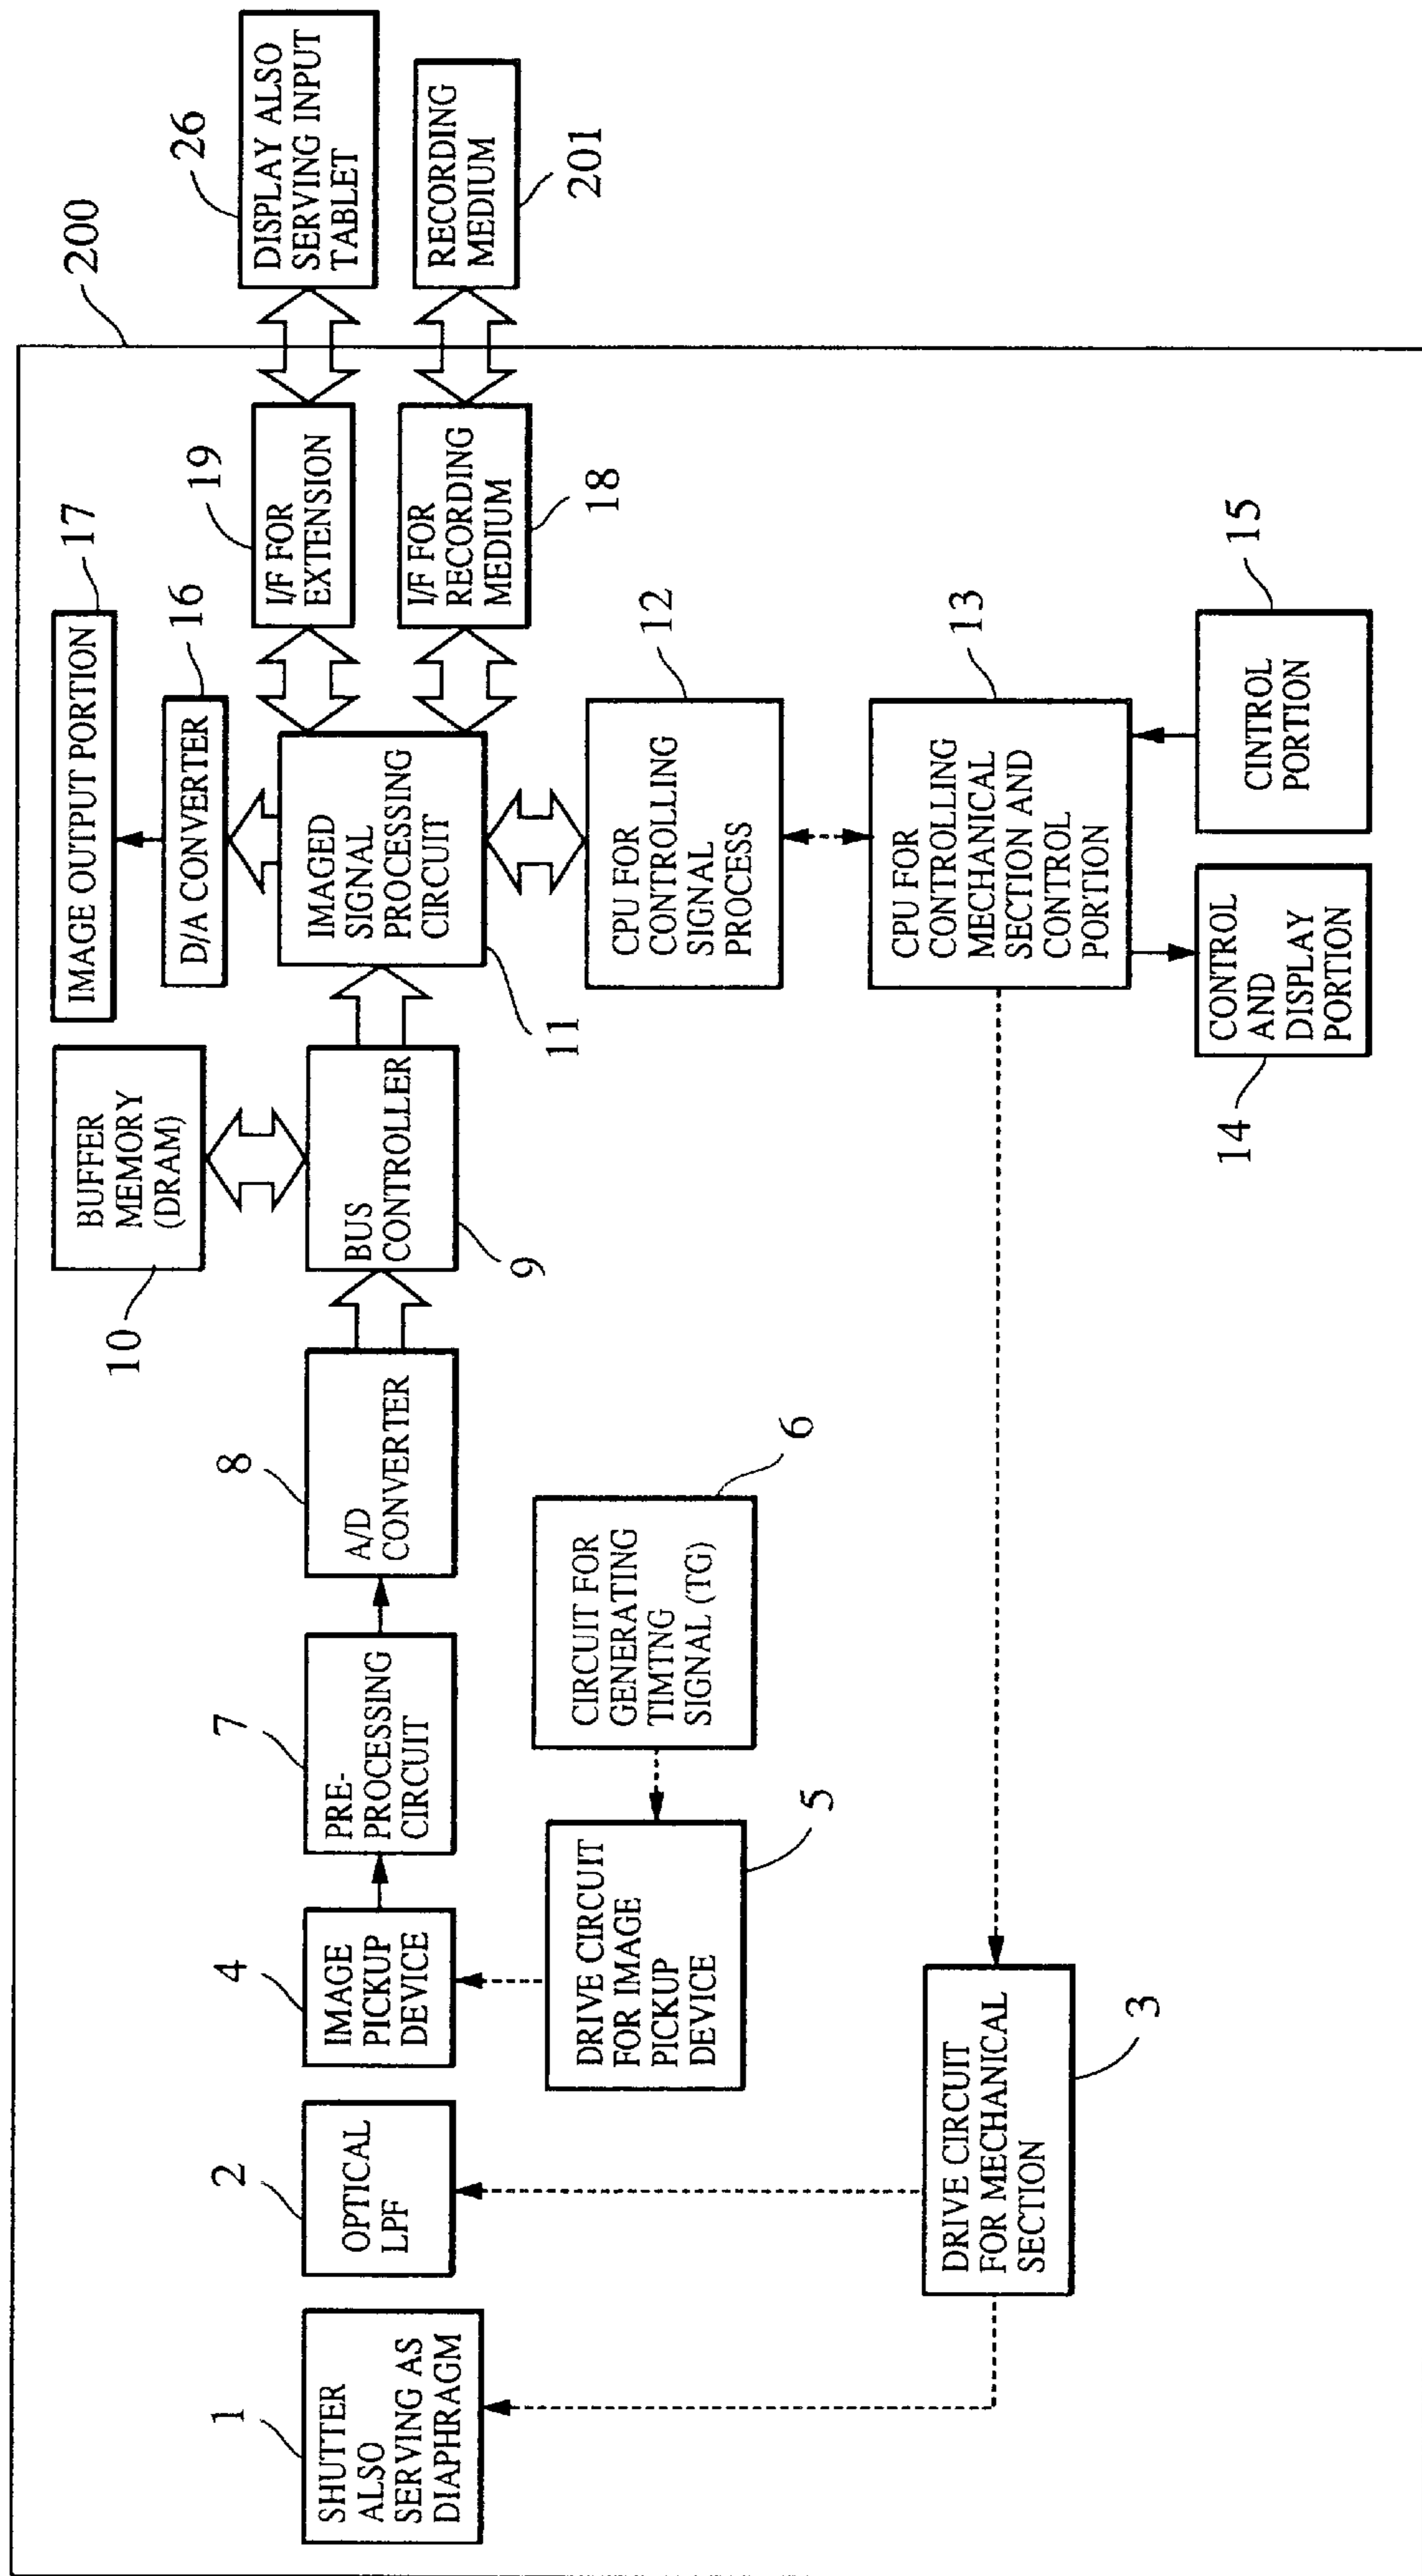 200
1
SHUTTER
ALSO
SERVING AS
DIAPHRAGM
2
OPTICAL
LPF
4
IMAGE
PICKUP
DEVICE
7
PRE-
PROCESSING
CIRCUIT
8
A/D
CONVERTER
10
BUFFER
MEMORY
(DRAM)
BUS
CONTROLLER
9
IMAGE OUTPUT PORTION
17
D/A CONVERTER
16
IMAGED
SIGNAL
PROCESSING
CIRCUIT
11
I/F FOR
EXTENSION
19
I/F FOR
RECORDING
MEDIUM
18
26
DISPLAY ALSO
SERVING INPUT
TABLET
RECORDING
MEDIUM
201
DRIVE CIRCUIT
FOR IMAGE
PICKUP
DEVICE
5
CIRCUIT FOR
GENERATING
TIMTNG
SIGNAL (TG)
6
CPU FOR
CONTROLLING
SIGNAL
PROCESS
12
DRIVE CIRCUIT
FOR MECHANICAL
SECTION
3
CPU FOR
CONTROLLING
MECHANICAL
SECTION AND
CONTROL
PORTION
13
14
CONTROL
AND
DISPLAY
PORTION
CINTROL
PORTION
15